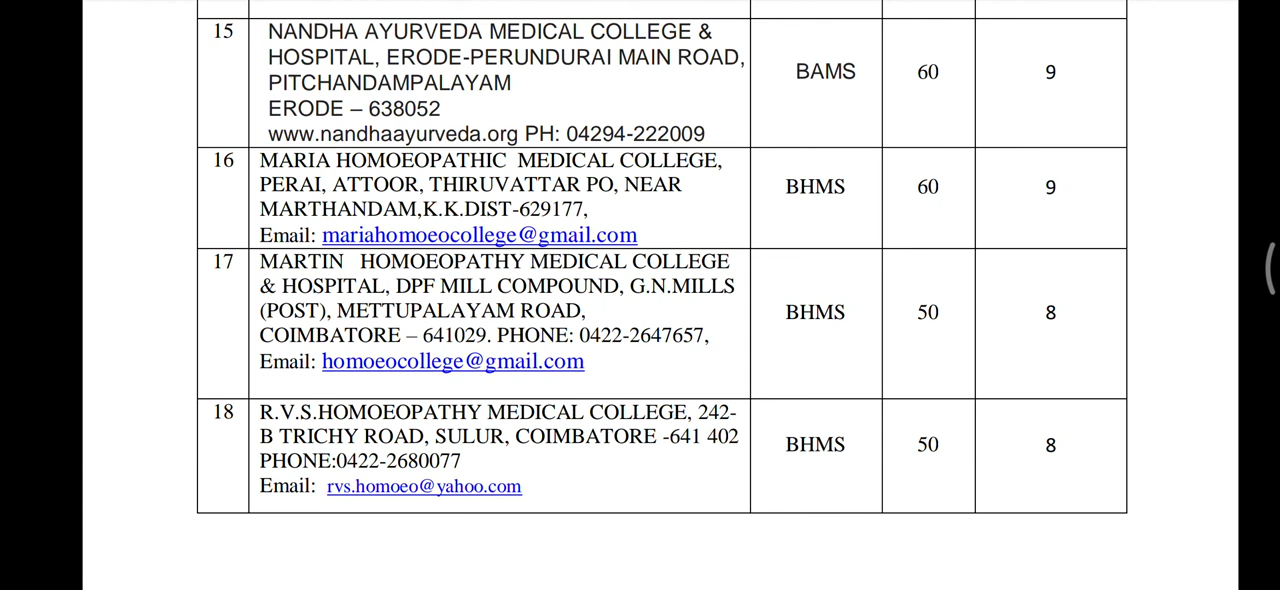 15
NANDHA AYURVEDA MEDICAL COLLEGE &
HOSPITAL, ERODE-PERUNDURAI MAIN ROAD,
PITCHANDAMPALAYAM
ERODE – 638052
www.nandhaayurveda.org PH: 04294-222009
BAMS
60
9
16
MARIA HOMOEOPATHIC MEDICAL COLLEGE,
PERAI, ATTOOR, THIRUVATTAR PO, NEAR
MARTHANDAM,K.K.DIST-629177,
Email: mariahomoeocollege@gmail.com
BHMS
60
9
17
MARTIN HOMOEOPATHY MEDICAL COLLEGE
& HOSPITAL, DPF MILL COMPOUND, G.N.MILLS
(POST), METTUPALAYAM ROAD,
COIMBATORE – 641029. PHONE: 0422-2647657,
Email: homoeocollege@gmail.com
BHMS
50
8
18
R.V.S.HOMOEOPATHY MEDICAL COLLEGE, 242-
B TRICHY ROAD, SULUR, COIMBATORE -641 402
PHONE:0422-2680077
Email: rvs.homoeo@yahoo.com
BHMS
50
8